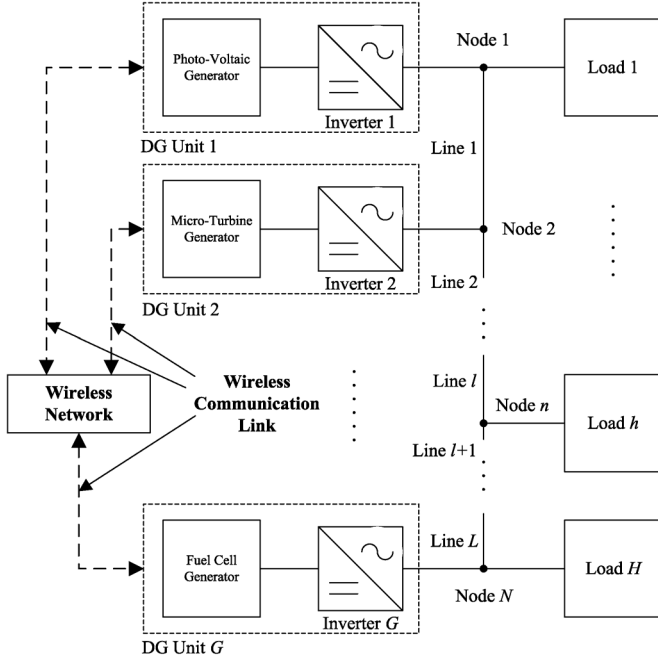 Photo-Voltaic
Generator
Inverter 1
DG Unit 1
Node 1
Load 1
Line 1
Micro-Turbine
Generator
Inverter 2
DG Unit 2
Node 2
Line 2
Wireless
Network
Wireless
Communication
Link
Line l
Node n
Load h
Line l+1
Fuel Cell
Generator
Inverter G
DG Unit G
Line L
Node N
Load H